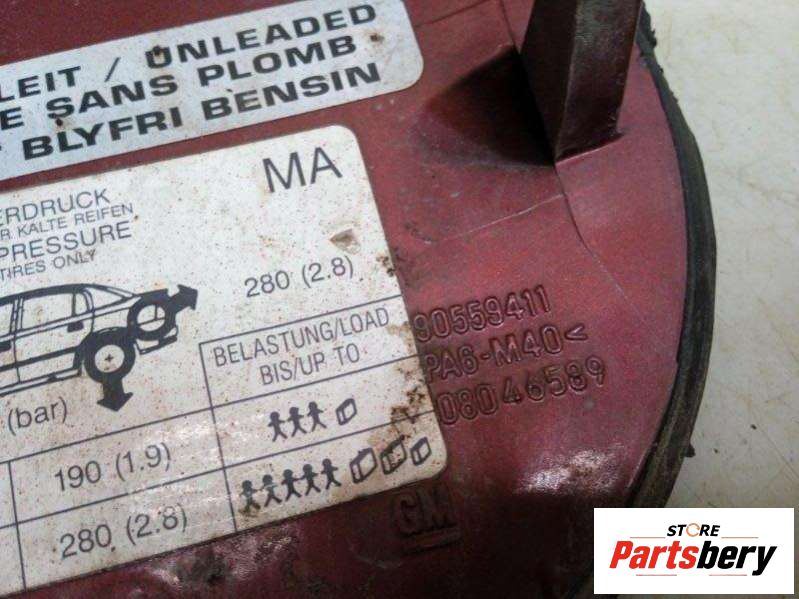 LEIT / UNLEADED
E SANS PLOMB
BLYFRI BENSIN
MA
ERDRUCK
R KALTE REIFEN
PRESSURE
TIRES ONLY
280 (2.8)
BELASTUNG/LOAD
BIS/UP TO
(bar)
190 (1.9)
280 (2.8)
90559411
PA6-M40<
08046589
GM
STORE
Partsbery